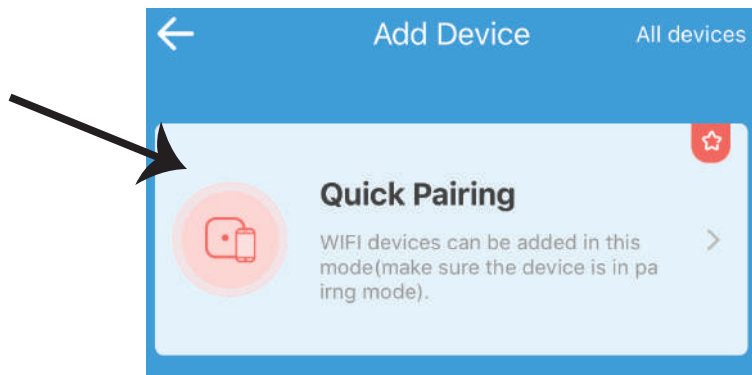 Add Device All devices
Quick Pairing
WIFI devices can be added in this
mode(make sure the device is in pa
irng mode).